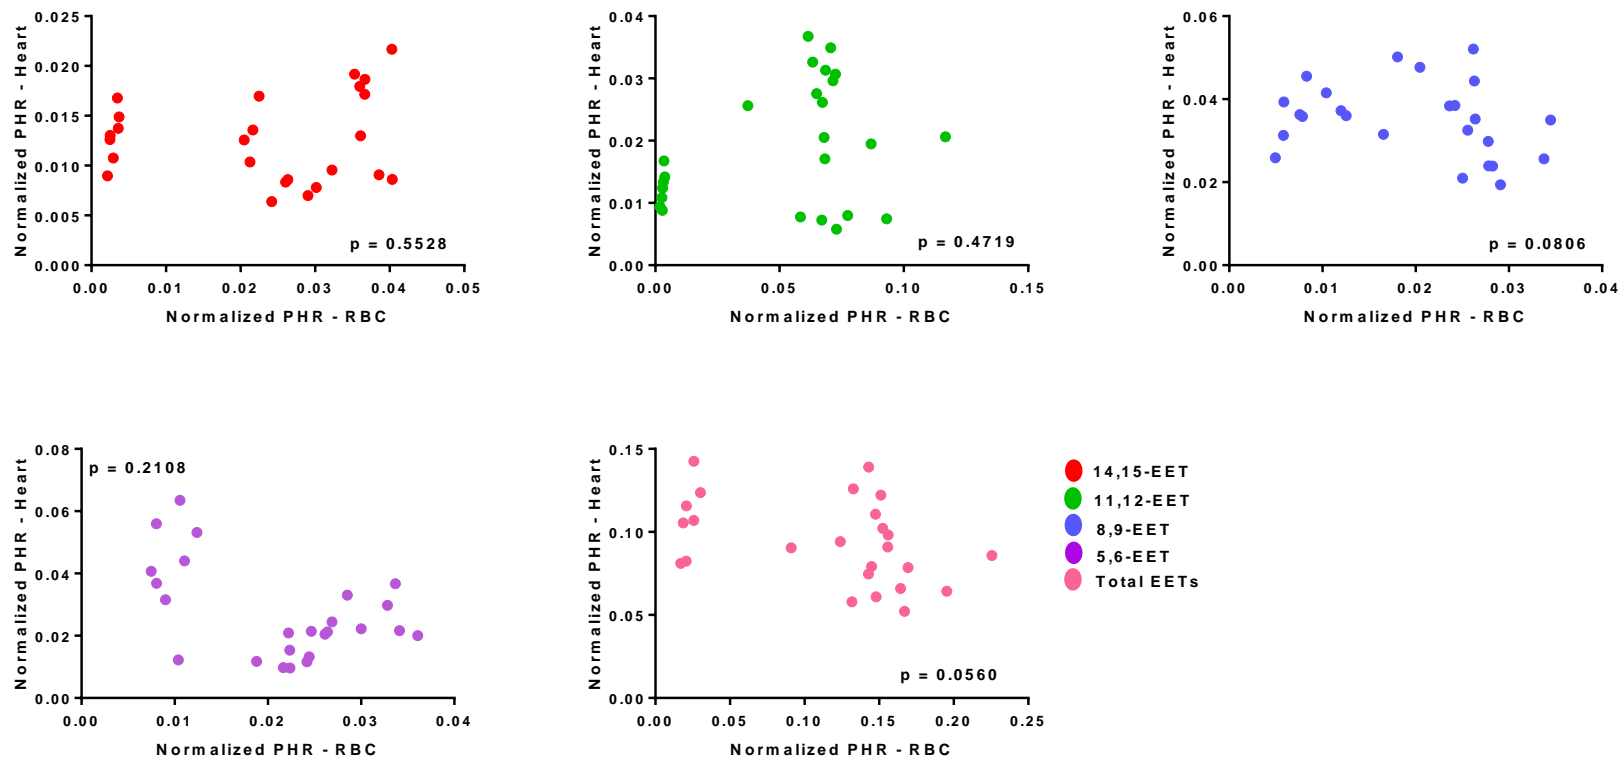 Normalized PHR - Heart
0.025
0.020
0.015
0.010
0.005
0.000
p = 0.5528
0.00 0.01 0.02 0.03 0.04 0.05
Normalized PHR - RBC
Normalized PHR - Heart
0.04
0.03
0.02
0.01
0.00
p = 0.4719
0.00 0.05 0.10 0.15
Normalized PHR - RBC
Normalized PHR - Heart
0.06
0.04
0.02
0.00
p = 0.0806
0.00 0.01 0.02 0.03 0.04
Normalized PHR - RBC
Normalized PHR - Heart
0.08
p = 0.2108
0.06
0.04
0.02
0.00
0.00 0.01 0.02 0.03 0.04
Normalized PHR - RBC
Normalized PHR - Heart
0.15
0.10
0.05
0.00
p = 0.0560
0.00 0.05 0.10 0.15 0.20 0.25
Normalized PHR - RBC
14,15-EET
11,12-EET
8,9-EET
5,6-EET
Total EETs